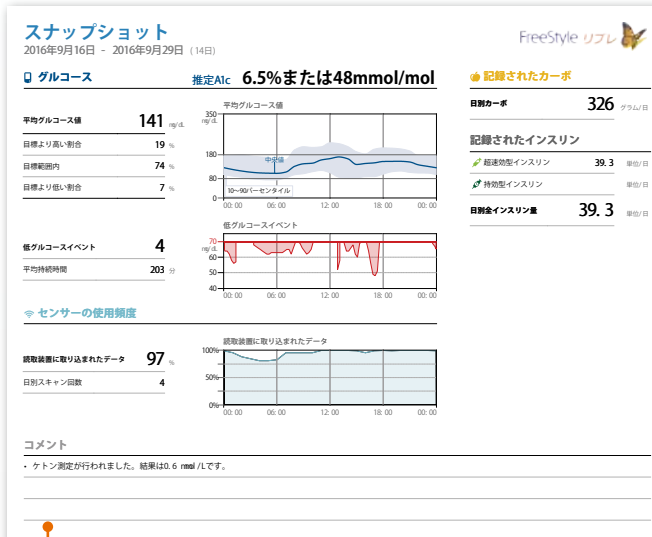 スナップショット
2016年9月16日 - 2016年9月29日 (14日)
FreeStyle リブレ
グルコース
推定A1c 6.5%または48mmol/mol
平均グルコース値 141 mg/dL
目標より高い割合 19 %
目標範囲内 74 %
目標より低い割合 7 %
平均グルコース値
350
mg/dL
180
80
0
中央値
10~90パーセンタイル
00:00 06:00 12:00 18:00 00:00
低グルコースイベント 4
平均持続時間 203 分
低グルコースイベント
70
mg/dL
60
50
40
00:00 06:00 12:00 18:00 00:00
センサーの使用頻度
読取装置に取り込まれたデータ 97 %
日別スキャン回数 4
読取装置に取り込まれたデータ
100%
50%
0%
00:00 06:00 12:00 18:00 00:00
記録されたカーボ
日別カーボ 326 グラム/日
記録されたインスリン
超速効型インスリン 39.3 単位/日
持効型インスリン 単位/日
日別全インスリン量 39.3 単位/日
コメント
・ ケトン測定が行われました。結果は0.6 mmol/Lです。